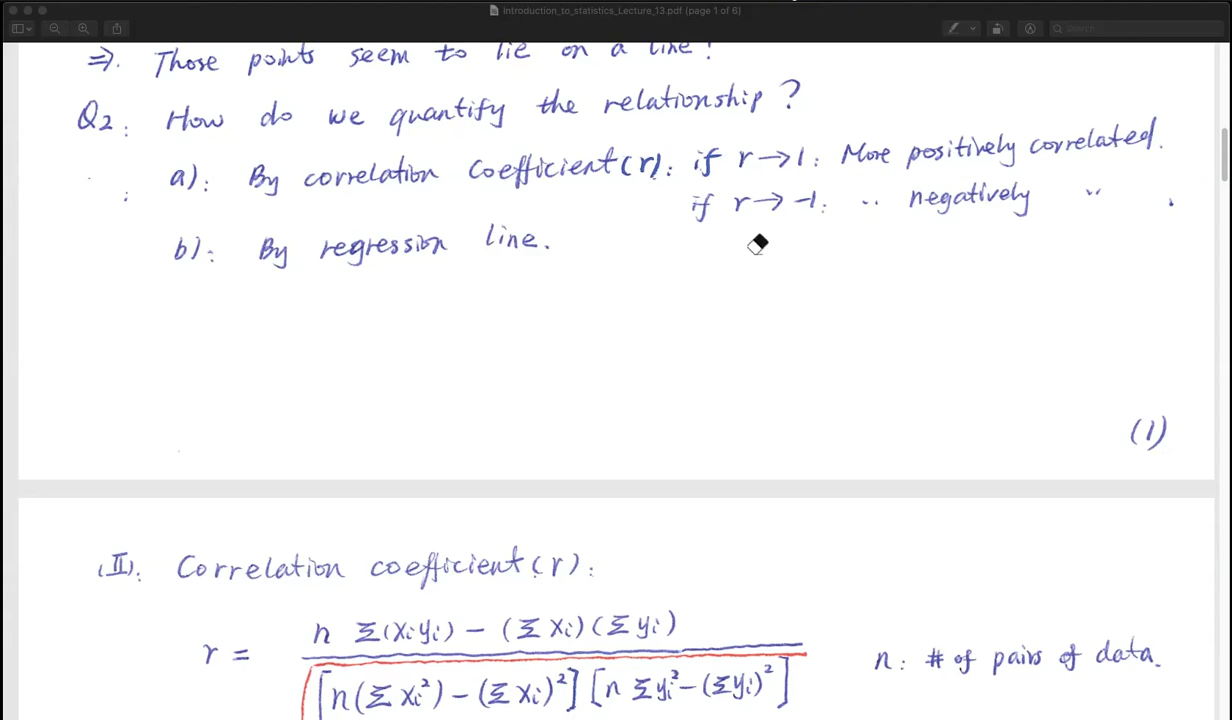 Introduction_to_statistics_Lecture_13.pdf (page 1 of 6)
Search
⇒. Those points seem to lie on a line!
Q2: How do we quantify the relationship?
a): By correlation coefficient(r): if r → 1: More positively correlated.
if r → -1: ·· negatively ·· .
b): By regression line.
(1)
(II). Correlation coefficient(r):
r = n Σ(xiyi) - (Σ xi)(Σ yi) / √[n(Σ xi²) - (Σ xi)²][n Σ yi² - (Σ yi)²] n: # of pairs of data.